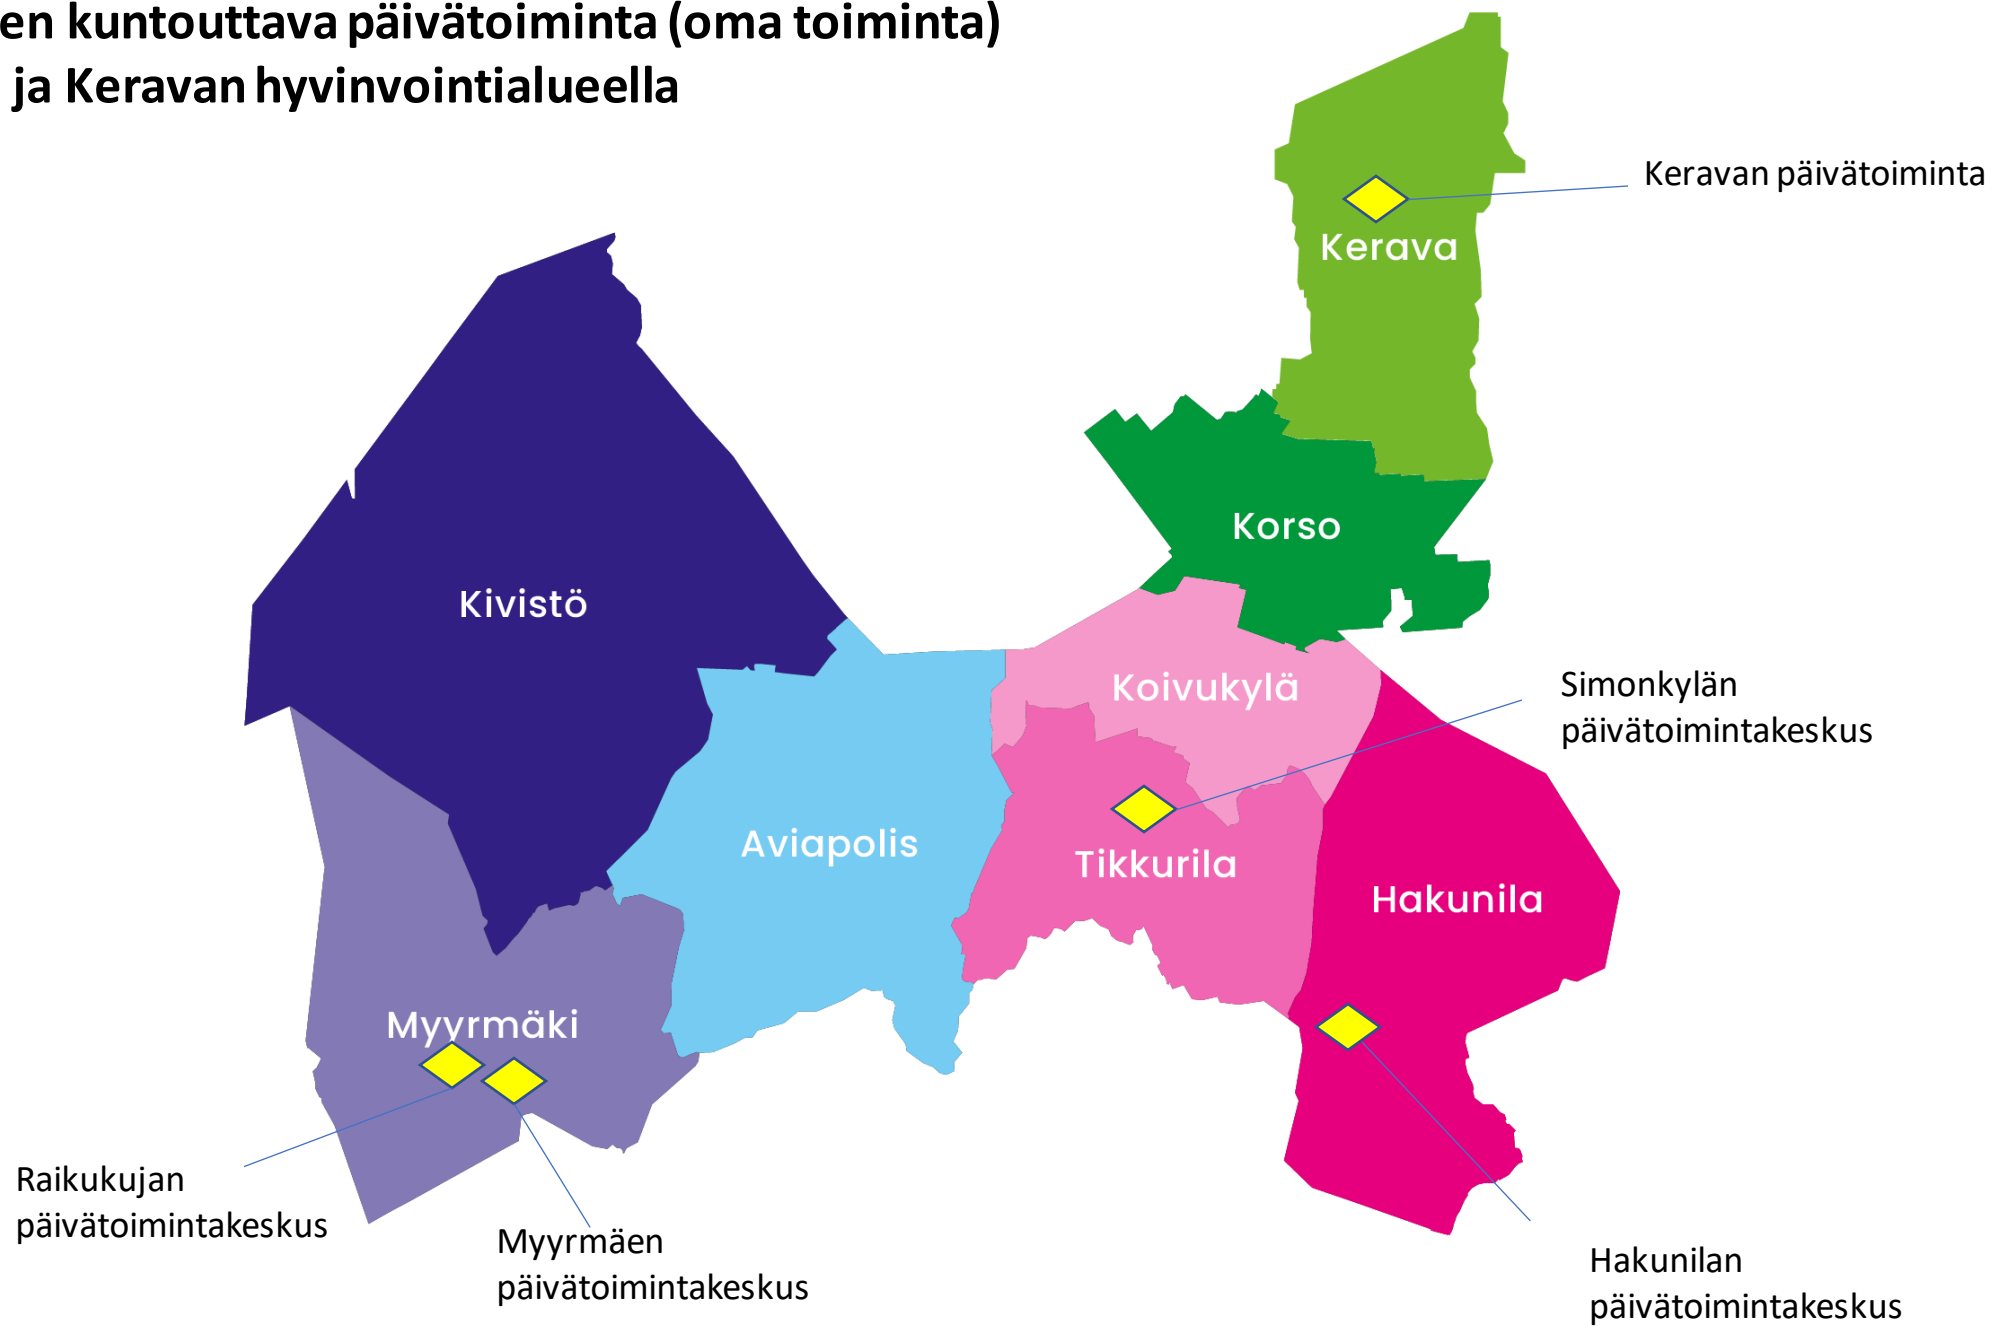 en kuntouttava päivätoiminta (oma toiminta)
ja Keravan hyvinvointialueella
Keravan päivätoiminta
Kerava
Korso
Kivistö
Koivukylä
Simonkylän
päivätoimintakeskus
Aviapolis
Tikkurila
Hakunila
Myyrmäki
Raikukujan
päivätoimintakeskus
Myyrmäen
päivätoimintakeskus
Hakunilan
päivätoimintakeskus